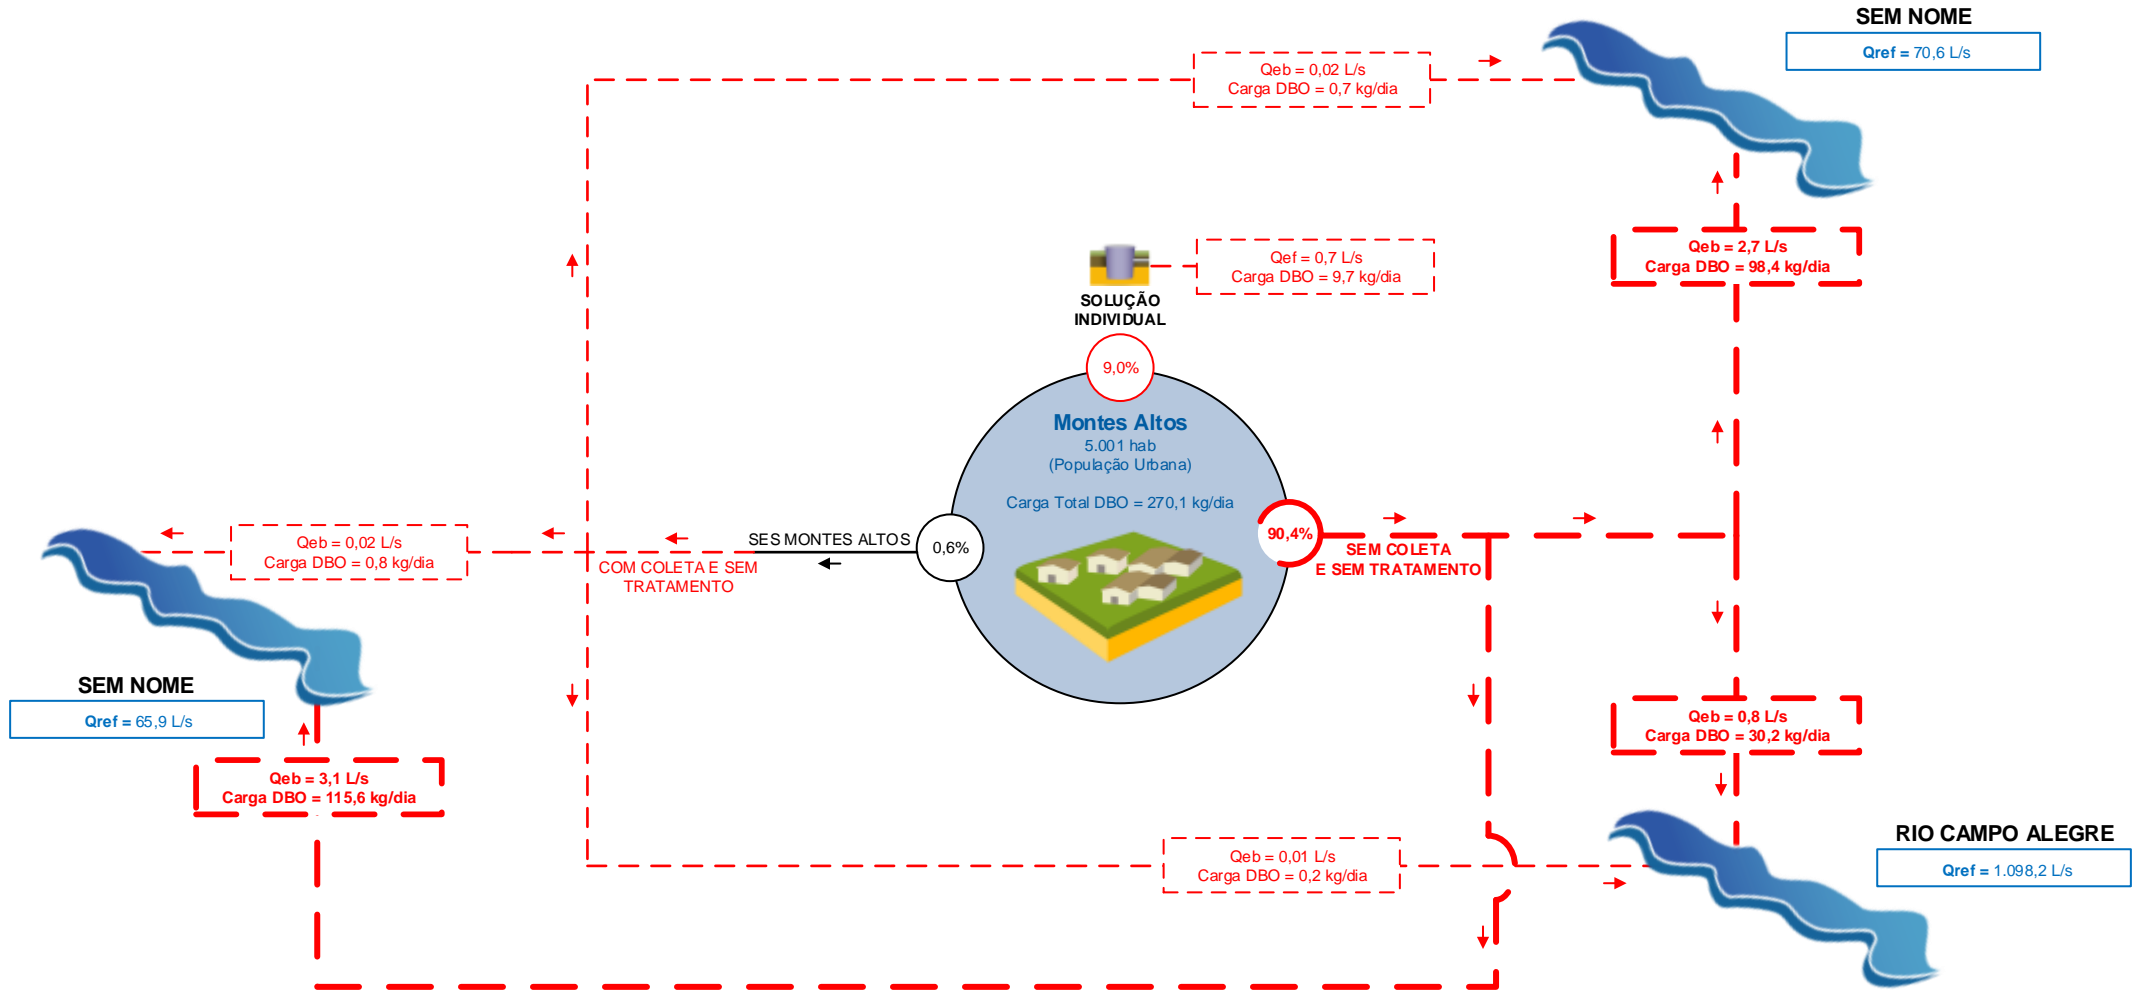 SEM NOME
Qref = 70,6 L/s
Qeb = 0,02 L/s
Carga DBO = 0,7 kg/dia
Qeb = 2,7 L/s
Carga DBO = 98,4 kg/dia
Qef = 0,7 L/s
Carga DBO = 9,7 kg/dia
SOLUÇÃO
INDIVIDUAL
9,0%
Montes Altos
5.001 hab
(População Urbana)
Carga Total DBO = 270,1 kg/dia
90,4%
SEM COLETA
E SEM TRATAMENTO
0,6%
SES MONTES ALTOS
COM COLETA E SEM
TRATAMENTO
Qeb = 0,02 L/s
Carga DBO = 0,8 kg/dia
SEM NOME
Qref = 65,9 L/s
Qeb = 3,1 L/s
Carga DBO = 115,6 kg/dia
Qeb = 0,8 L/s
Carga DBO = 30,2 kg/dia
Qeb = 0,01 L/s
Carga DBO = 0,2 kg/dia
RIO CAMPO ALEGRE
Qref = 1.098,2 L/s